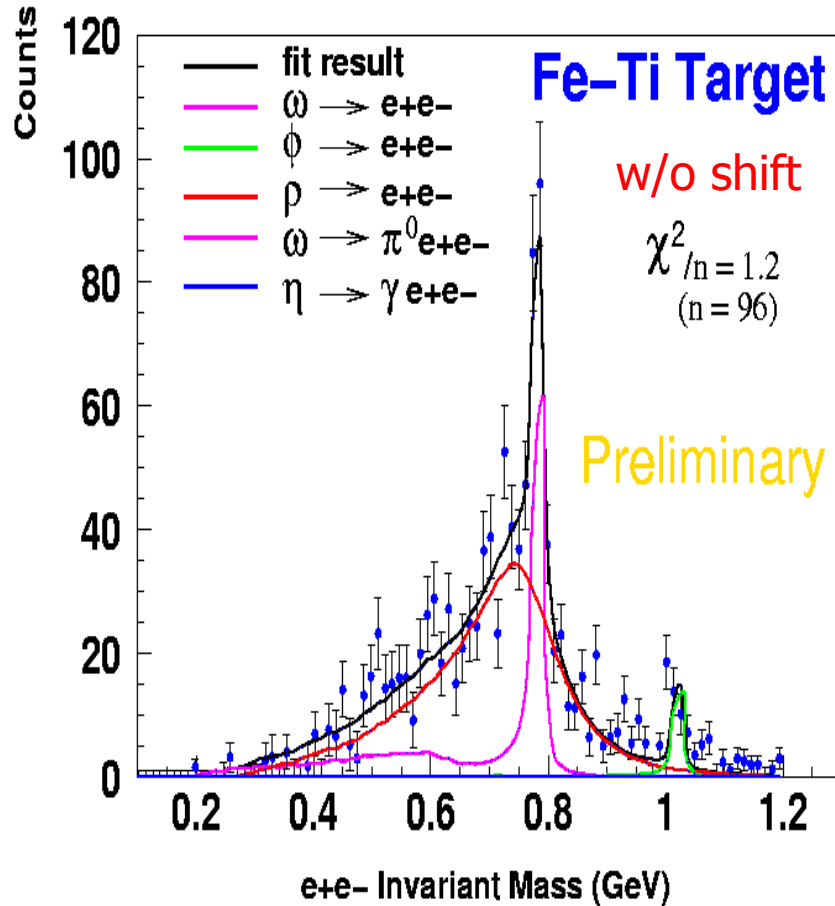 Counts
120
100
80
60
40
20
0
fit result
ω → e+e−
ϕ → e+e−
ρ → e+e−
ω → π⁰e+e−
η → γ e+e−
Fe−Ti Target
w/o shift
χ²/n = 1.2
(n = 96)
Preliminary
0.2 0.4 0.6 0.8 1 1.2
e+e− Invariant Mass (GeV)